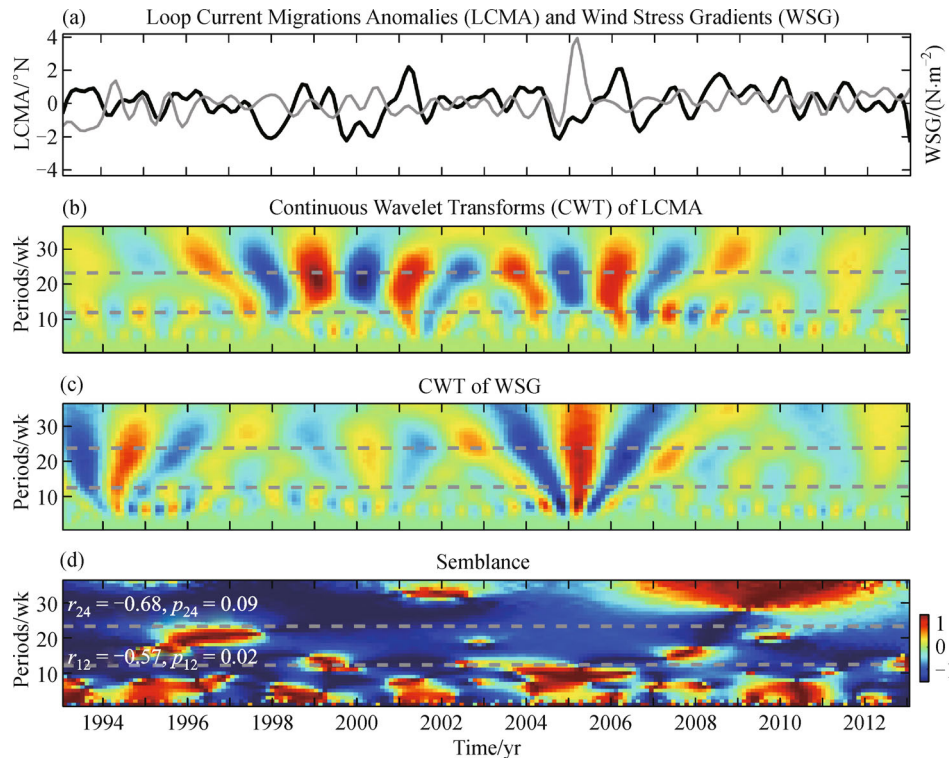 (a) Loop Current Migrations Anomalies (LCMA) and Wind Stress Gradients (WSG)
4
2
0
−2
−4
LCMA/°N
WSG/(N·m⁻²)
(b) Continuous Wavelet Transforms (CWT) of LCMA
30
20
10
Periods/wk
(c) CWT of WSG
30
20
10
Periods/wk
(d) Semblance
30
20
10
Periods/wk
r₂₄ = −0.68, p₂₄ = 0.09
r₁₂ = −0.57, p₁₂ = 0.02
1
0
−
1994 1996 1998 2000 2002 2004 2006 2008 2010 2012
Time/yr